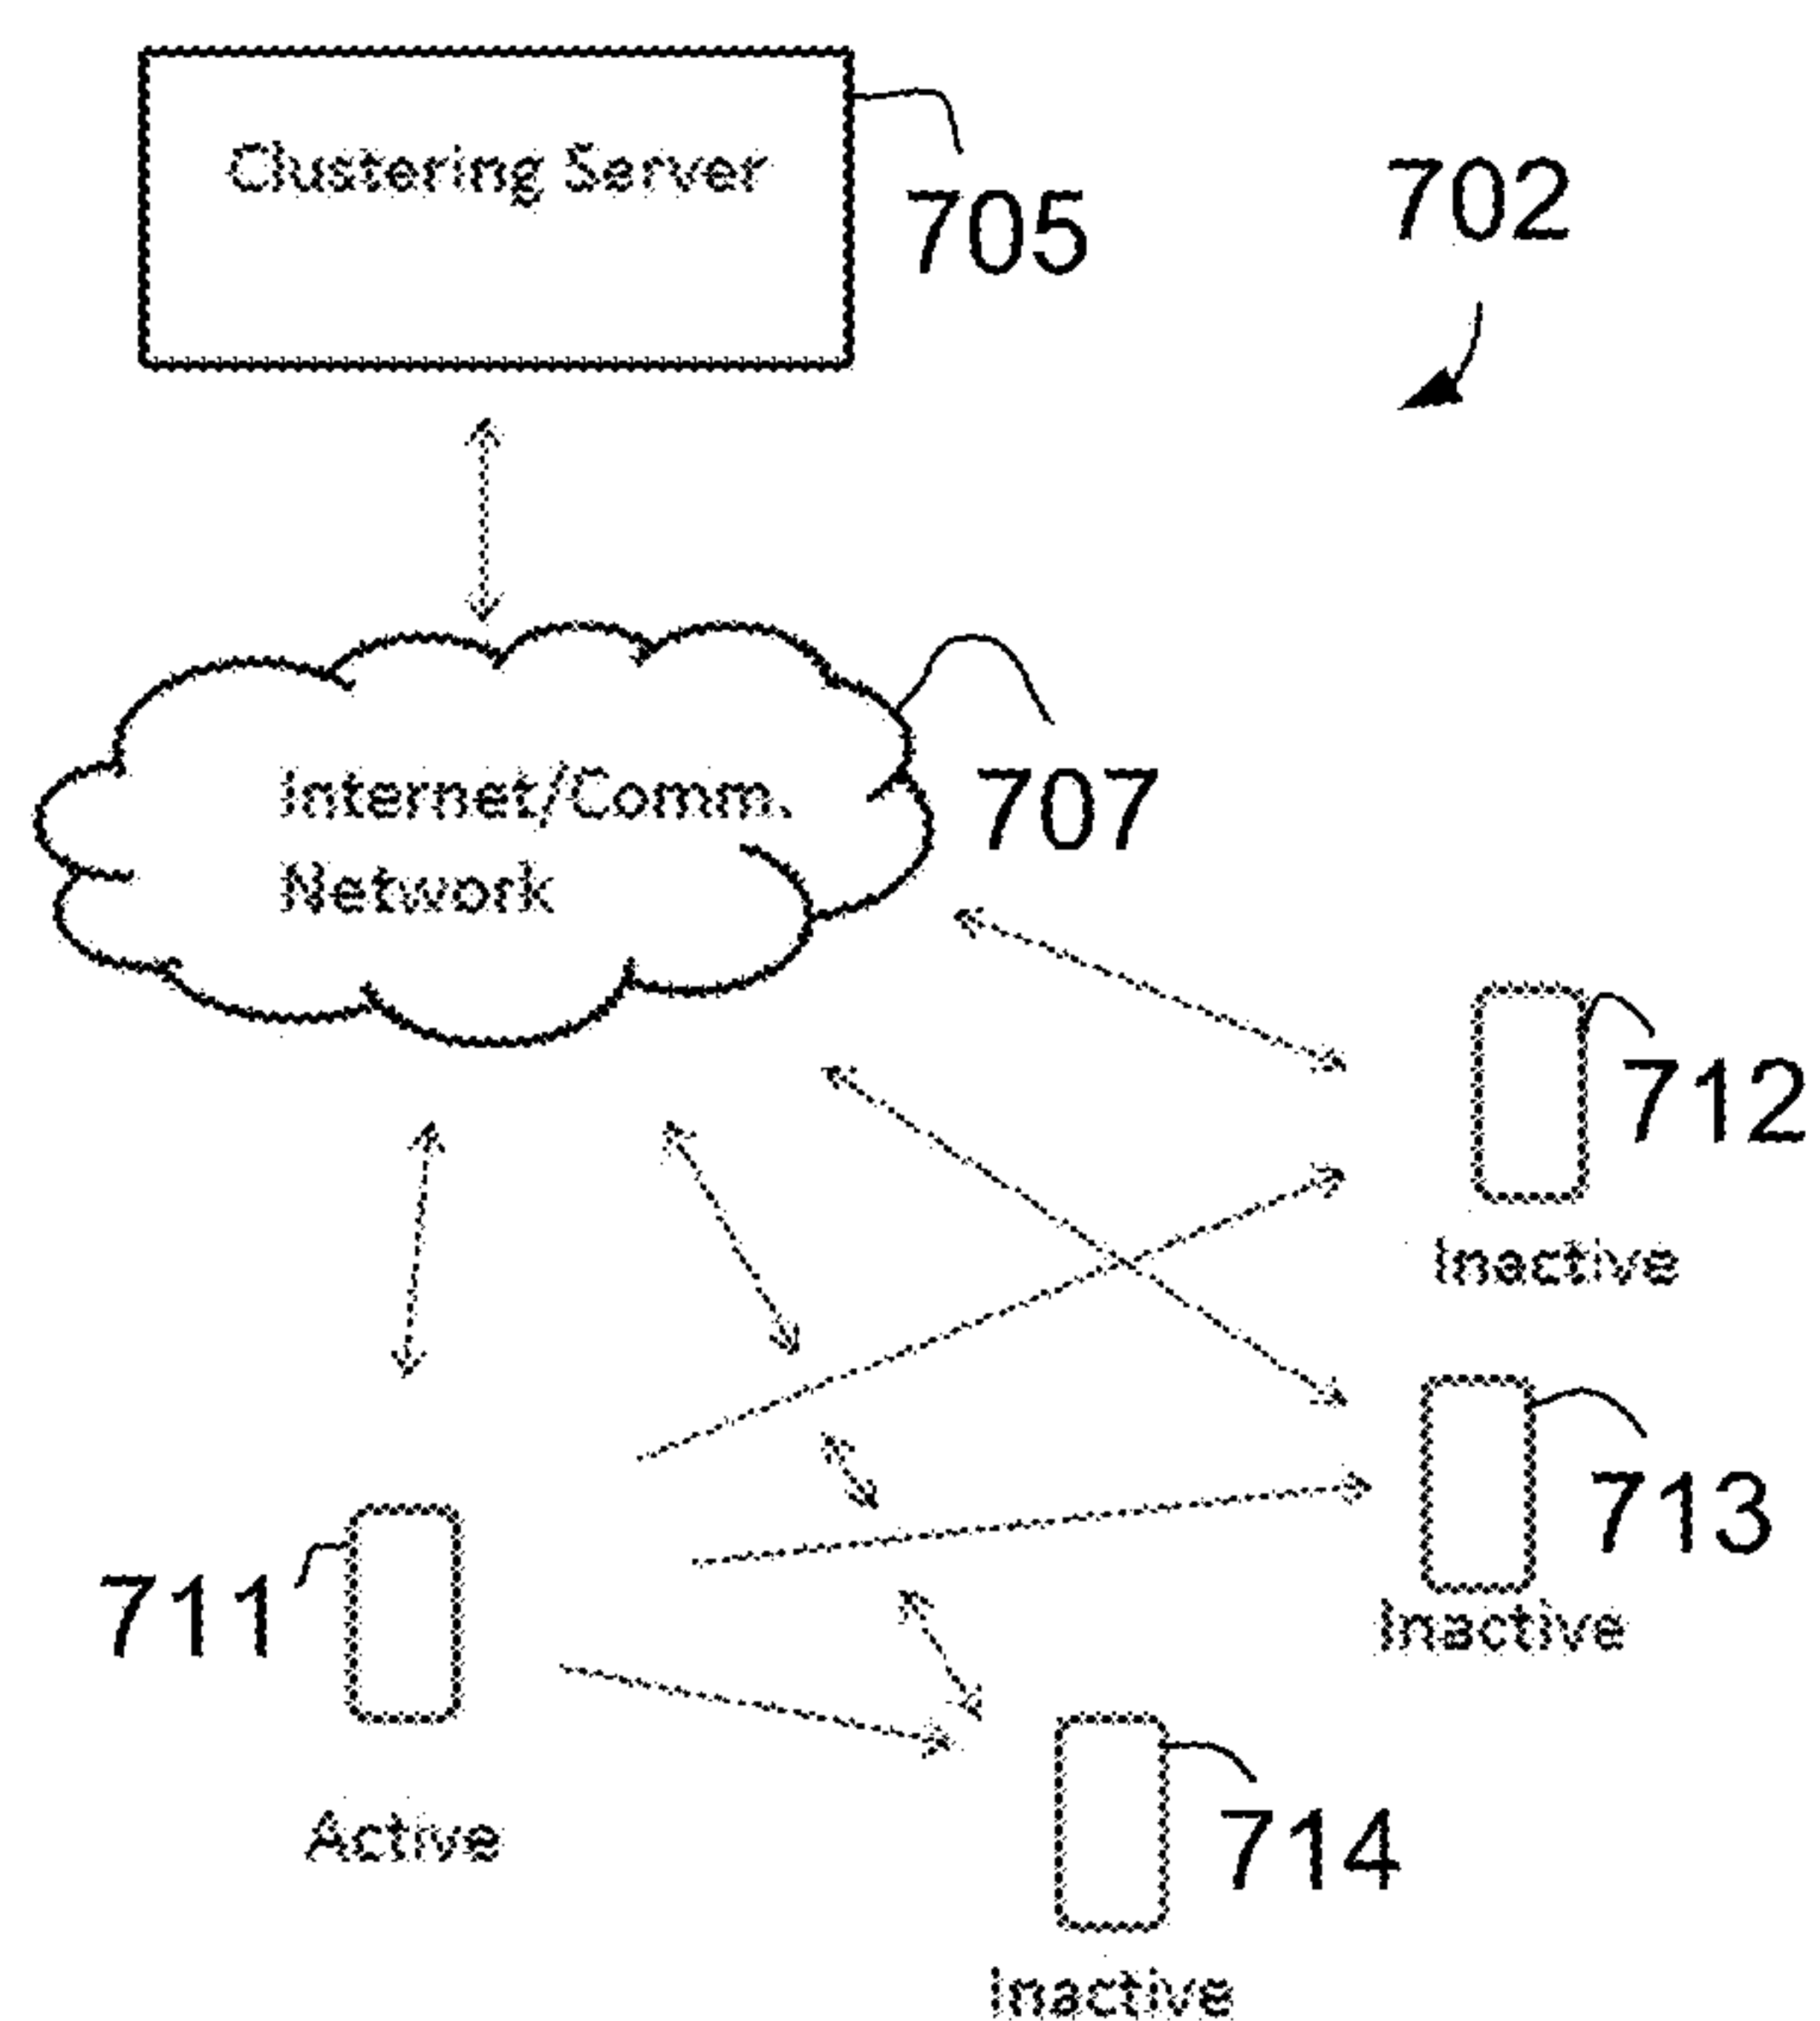 Clustering Server
705
702
Internet/Comm.
Network
707
712
Inactive
713
Inactive
711
Active
714
Inactive